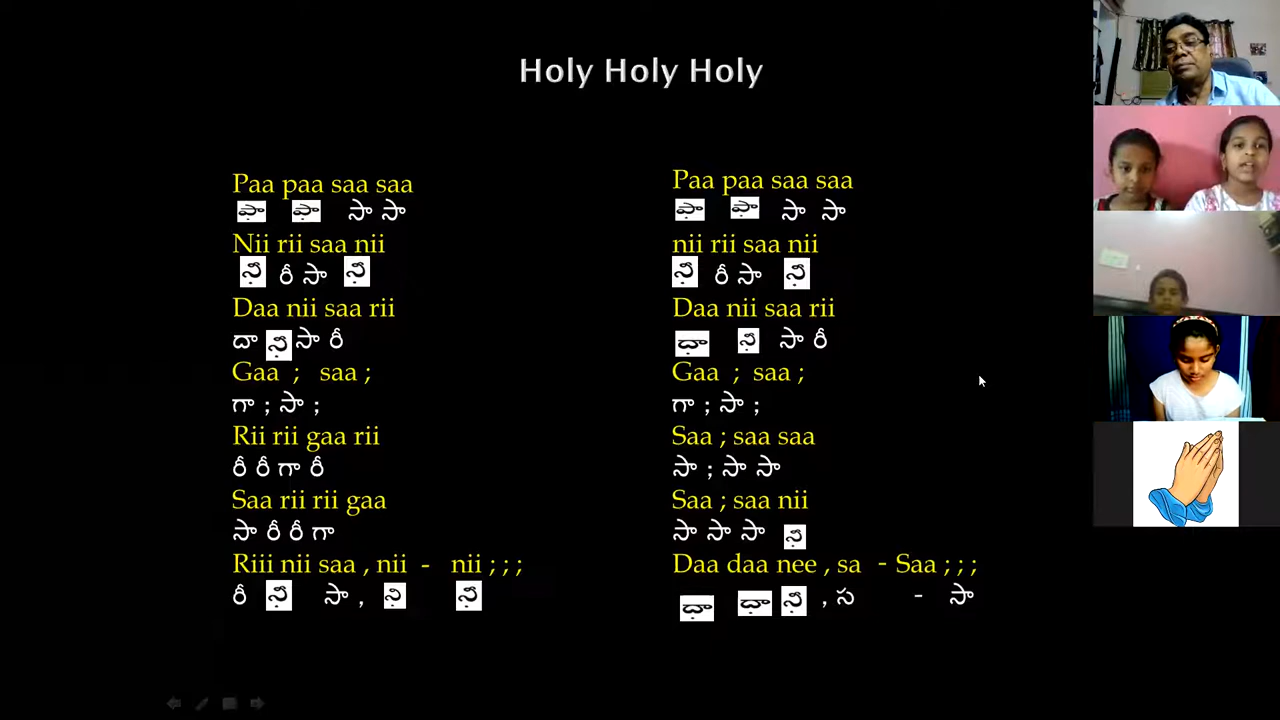 Holy Holy Holy
Paa paa saa saa
పా̣ పా̣ సా సా
Nii rii saa nii
నీ̣ రీ సా నీ̣
Daa nii saa rii
దా నీ̣ సా రీ
Gaa ; saa ;
గా ; సా ;
Rii rii gaa rii
రీ రీ గా రీ
Saa rii rii gaa
సా రీ రీ గా
Riii nii saa , nii - nii ; ; ;
రీ నీ̣ సా , ని̣ నీ̣
Paa paa saa saa
పా̣ పా̣ సా సా
nii rii saa nii
నీ̣ రీ సా నీ̣
Daa nii saa rii
ధా̣ నీ̣ సా రీ
Gaa ; saa ;
గా ; సా ;
Saa ; saa saa
సా ; సా సా
Saa ; saa nii
సా సా సా నీ̣
Daa daa nee , sa - Saa ; ; ;
ధా̣ ధా̣ నీ̣ , స - సా